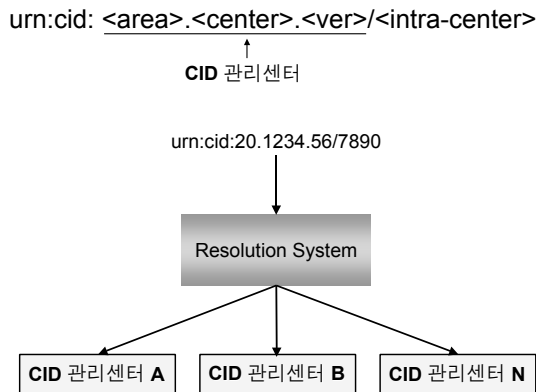 urn:cid: <area>.<center>.<ver>/<intra-center>
CID 관리센터
urn:cid:20.1234.56/7890
Resolution System
CID 관리센터 A
CID 관리센터 B
CID 관리센터 N